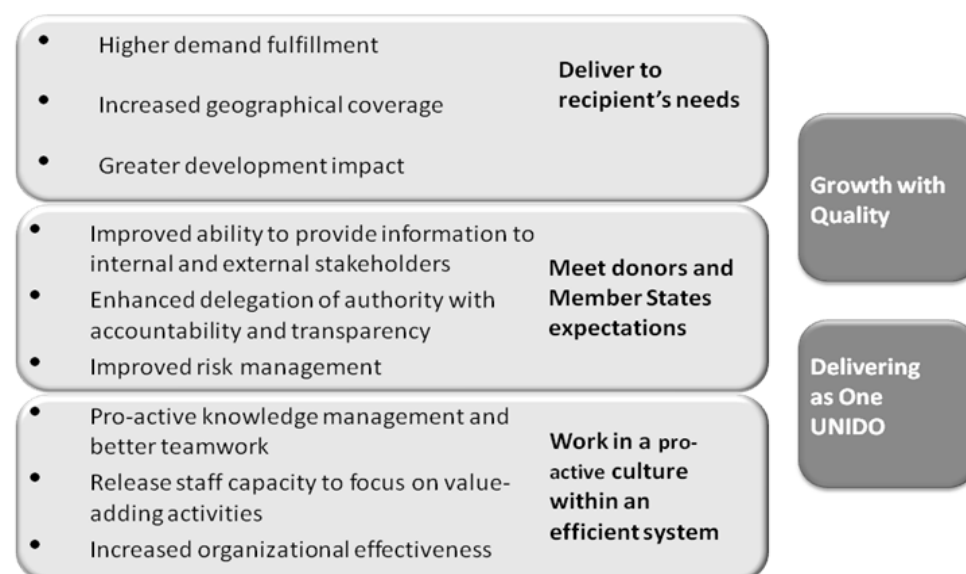 • Higher demand fulfillment
• Increased geographical coverage
• Greater development impact
Deliver to
recipient’s needs
• Improved ability to provide information to
internal and external stakeholders
• Enhanced delegation of authority with
accountability and transparency
• Improved risk management
Meet donors and
Member States
expectations
• Pro-active knowledge management and
better teamwork
• Release staff capacity to focus on value-
adding activities
• Increased organizational effectiveness
Work in a pro-
active culture
within an
efficient system
Growth with
Quality
Delivering
as One
UNIDO